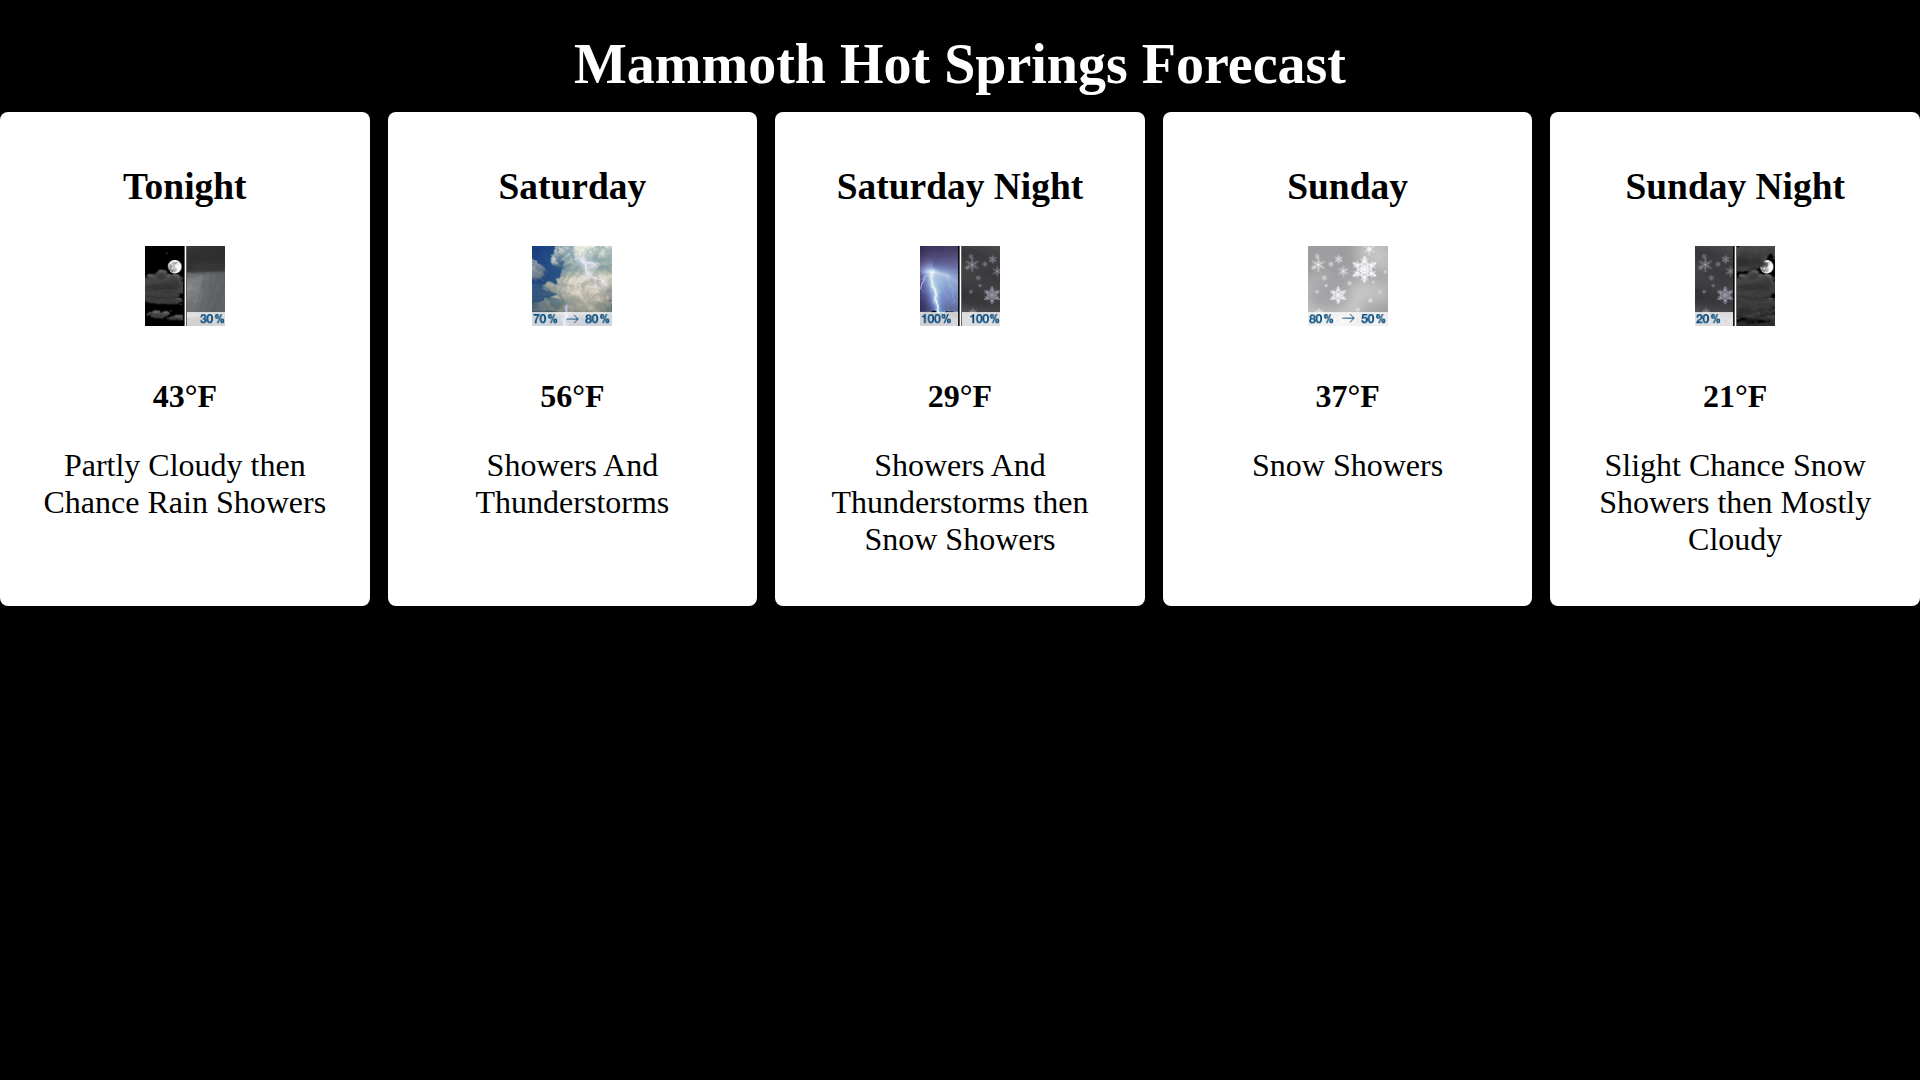 Mammoth Hot Springs Forecast
Tonight
30%
43°F
Partly Cloudy then
Chance Rain Showers
Saturday
70% → 80%
56°F
Showers And
Thunderstorms
Saturday Night
100% 100%
29°F
Showers And
Thunderstorms then
Snow Showers
Sunday
80% → 50%
37°F
Snow Showers
Sunday Night
20%
21°F
Slight Chance Snow
Showers then Mostly
Cloudy